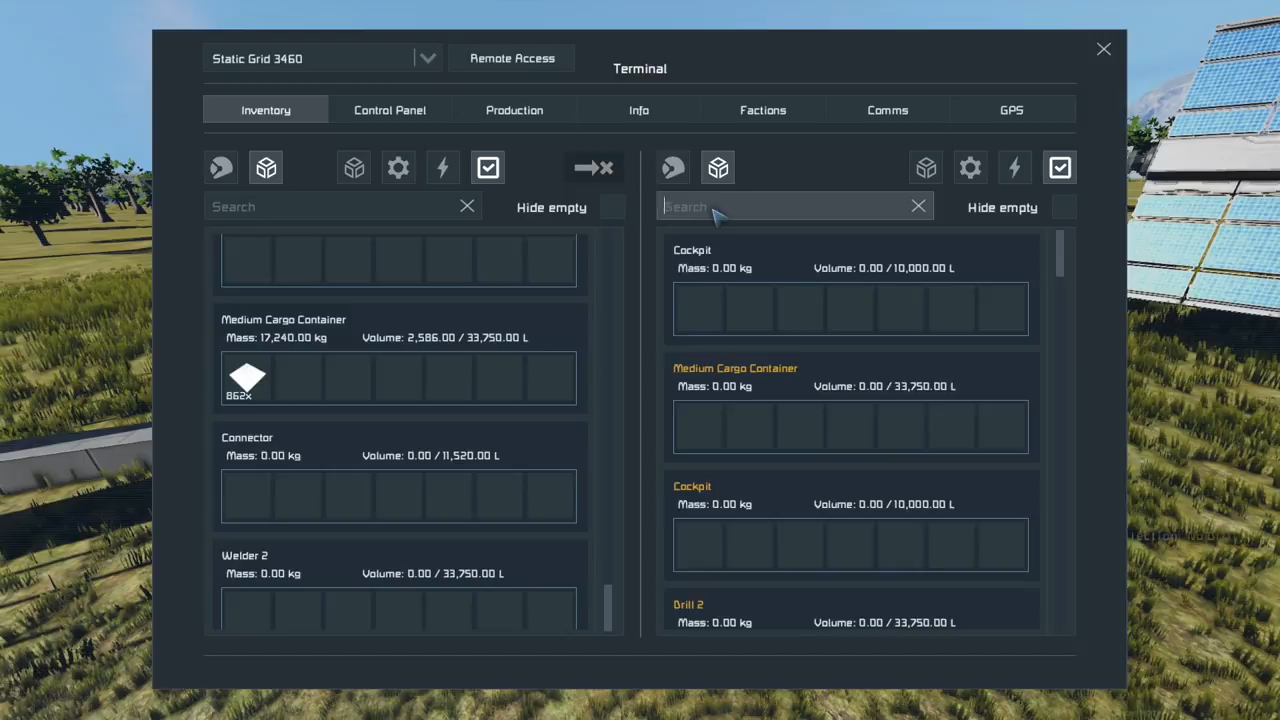 Static Grid 3460
Remote Access
Terminal
Inventory
Control Panel
Production
Info
Factions
Comms
GPS
Search
Hide empty
Medium Cargo Container
Mass: 17,240.00 kg Volume: 2,586.00 / 33,750.00 L
862x
Connector
Mass: 0.00 kg Volume: 0.00 / 11,520.00 L
Welder 2
Mass: 0.00 kg Volume: 0.00 / 33,750.00 L
Search
Hide empty
Cockpit
Mass: 0.00 kg Volume: 0.00 / 10,000.00 L
Medium Cargo Container
Mass: 0.00 kg Volume: 0.00 / 33,750.00 L
Cockpit
Mass: 0.00 kg Volume: 0.00 / 10,000.00 L
Drill 2
Mass: 0.00 kg Volume: 0.00 / 33,750.00 L